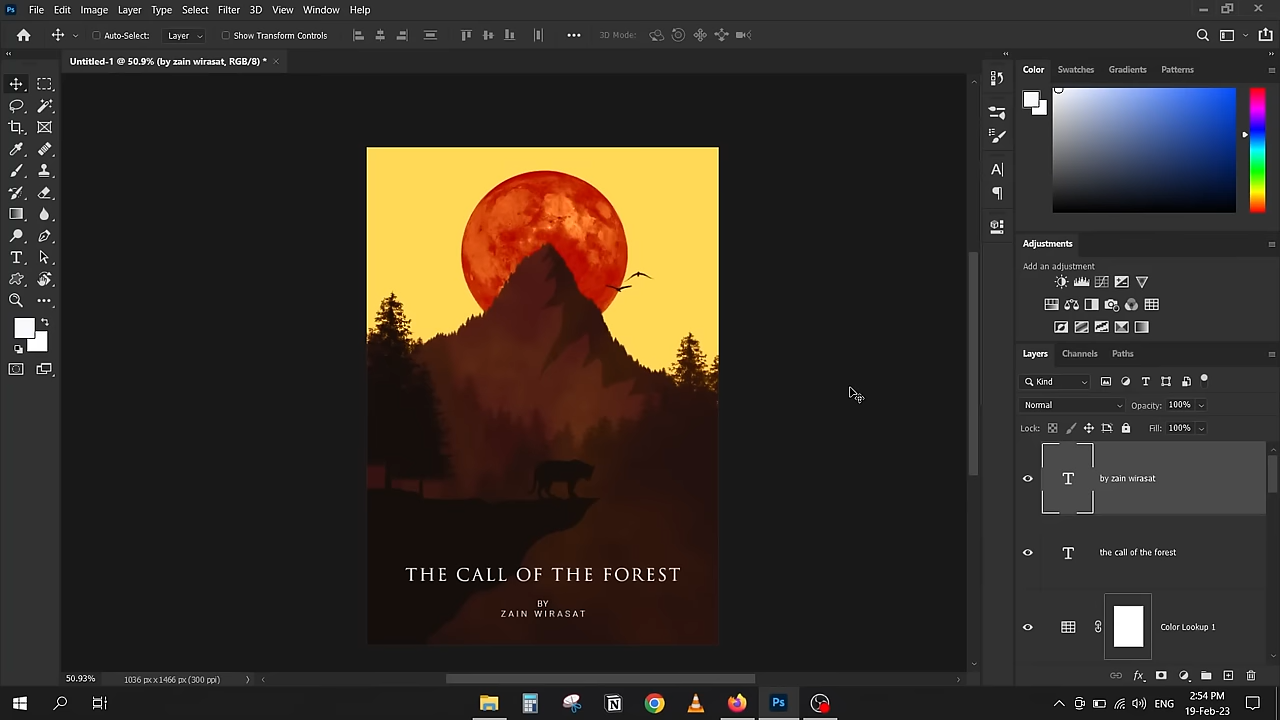 Ps File Edit Image Layer Type Select Filter 3D View Window Help
Auto-Select: Layer Show Transform Controls 3D Mode:
Untitled-1 @ 50.9% (by zain wirasat, RGB/8) *
Color Swatches Gradients Patterns
Adjustments
Add an adjustment
Layers Channels Paths
Kind
Normal Opacity: 100%
Lock: Fill: 100%
T by zain wirasat
T the call of the forest
Color Lookup 1
THE CALL OF THE FOREST
BY
ZAIN WIRASAT
50.93% 1036 px x 1466 px (300 ppi)
Ps ENG 2:54 PM
19-Feb-23